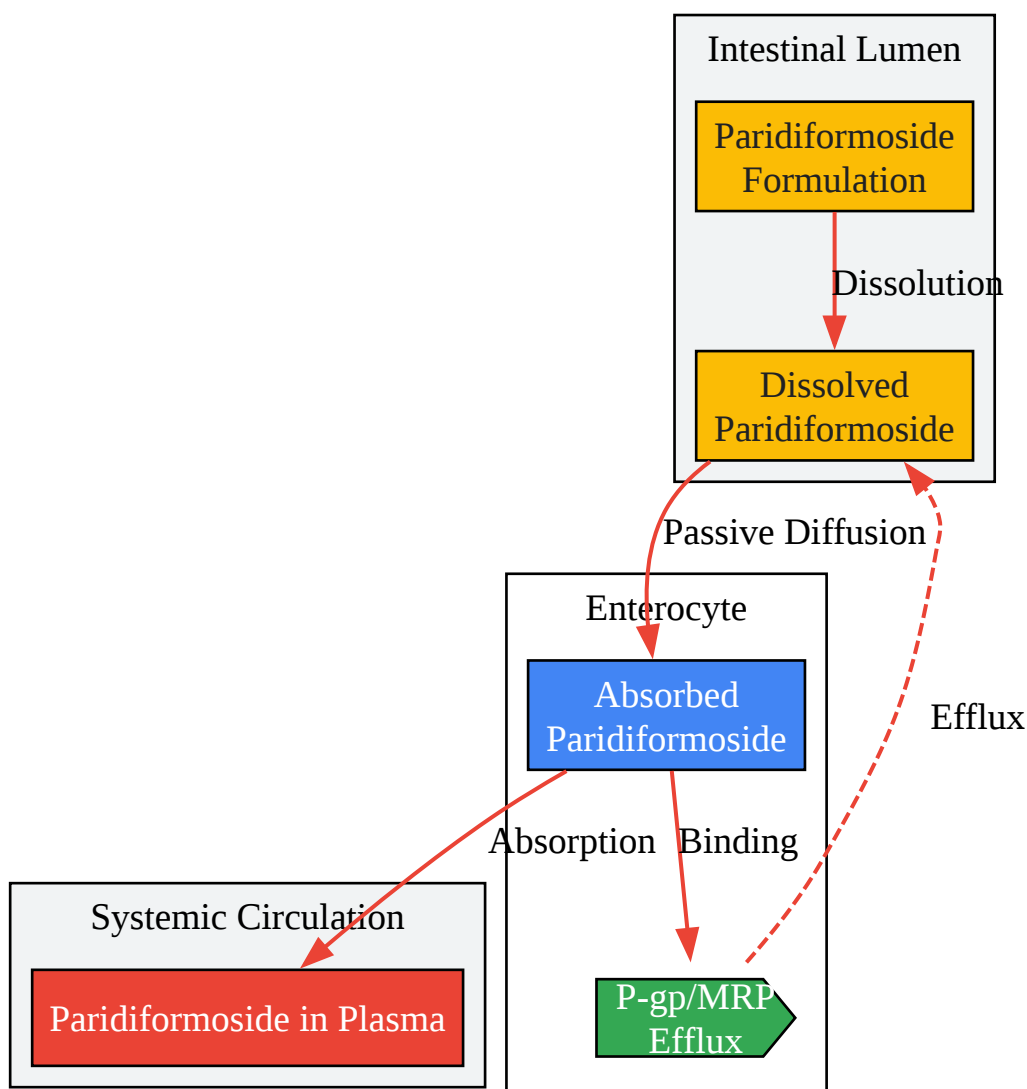 Intestinal Lumen
Paridiformoside
Formulation
Dissolution
Dissolved
Paridiformoside
Passive Diffusion
Enterocyte
Absorbed
Paridiformoside
Efflux
Absorption
Binding
Systemic Circulation
Paridiformoside in Plasma
P-gp/MRP
Efflux